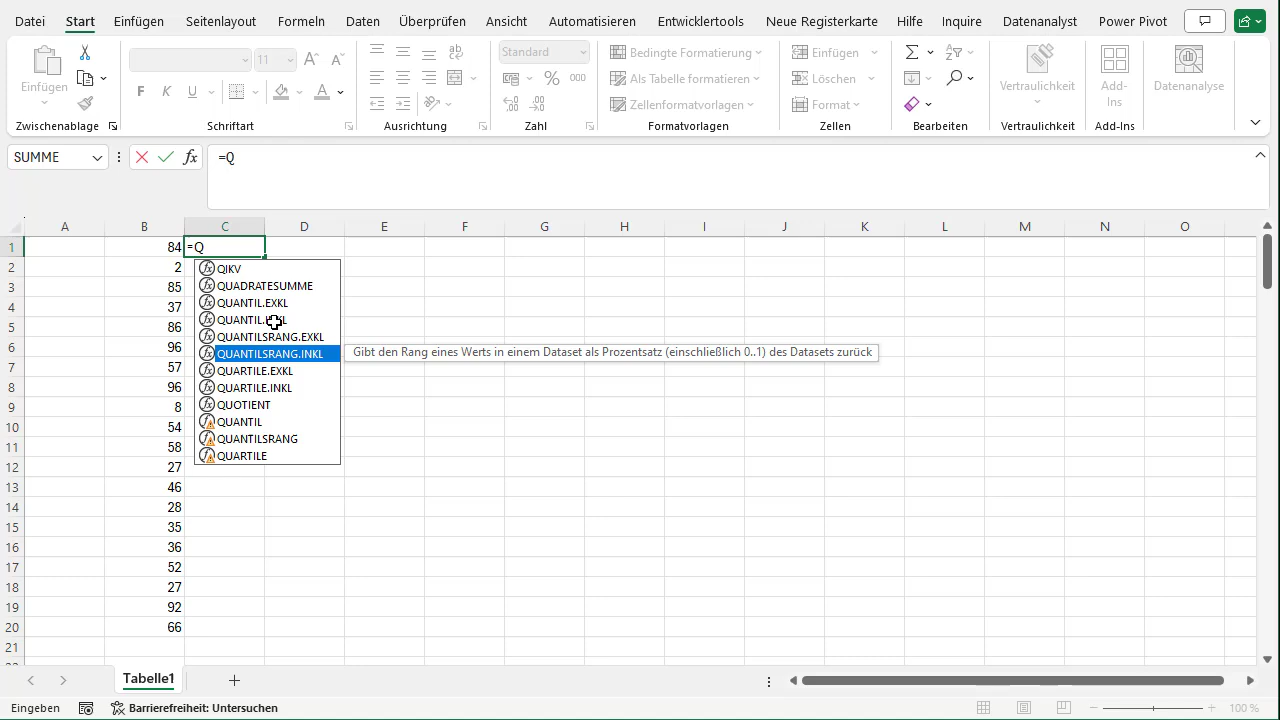 Datei Start Einfügen Seitenlayout Formeln Daten Überprüfen Ansicht Automatisieren Entwicklertools Neue Registerkarte Hilfe Inquire Datenanalyst Power Pivot
Standard Bedingte Formatierung Einfügen
Einfügen 11 Als Tabelle formatieren Löschen Vertraulichkeit Add-Ins Datenanalyse
F K U % 000 Zellenformatvorlagen Format
Zwischenablage Schriftart Ausrichtung Zahl Formatvorlagen Zellen Bearbeiten Vertraulichkeit Add-Ins
SUMME fx =Q
A B C D E F G H I J K L M N O
1 84 =Q
2 2 QIKV
3 85 QUADRATESUMME
QUANTIL.EXKL
4 37
5 86 QUANTILSRANG.EXKL
6 96 QUANTILSRANG.INKL Gibt den Rang eines Werts in einem Dataset als Prozentsatz (einschließlich 0..1) des Datasets zurück
7 57 QUARTILE.EXKL
8 96 QUARTILE.INKL
9 8 QUOTIENT
10 54 QUANTIL
11 58 QUANTILSRANG
12 27 QUARTILE
13 46
14 28
15 35
16 36
17 52
18 27
19 92
20 66
21
Tabelle1
Eingeben Barrierefreiheit: Untersuchen 100 %